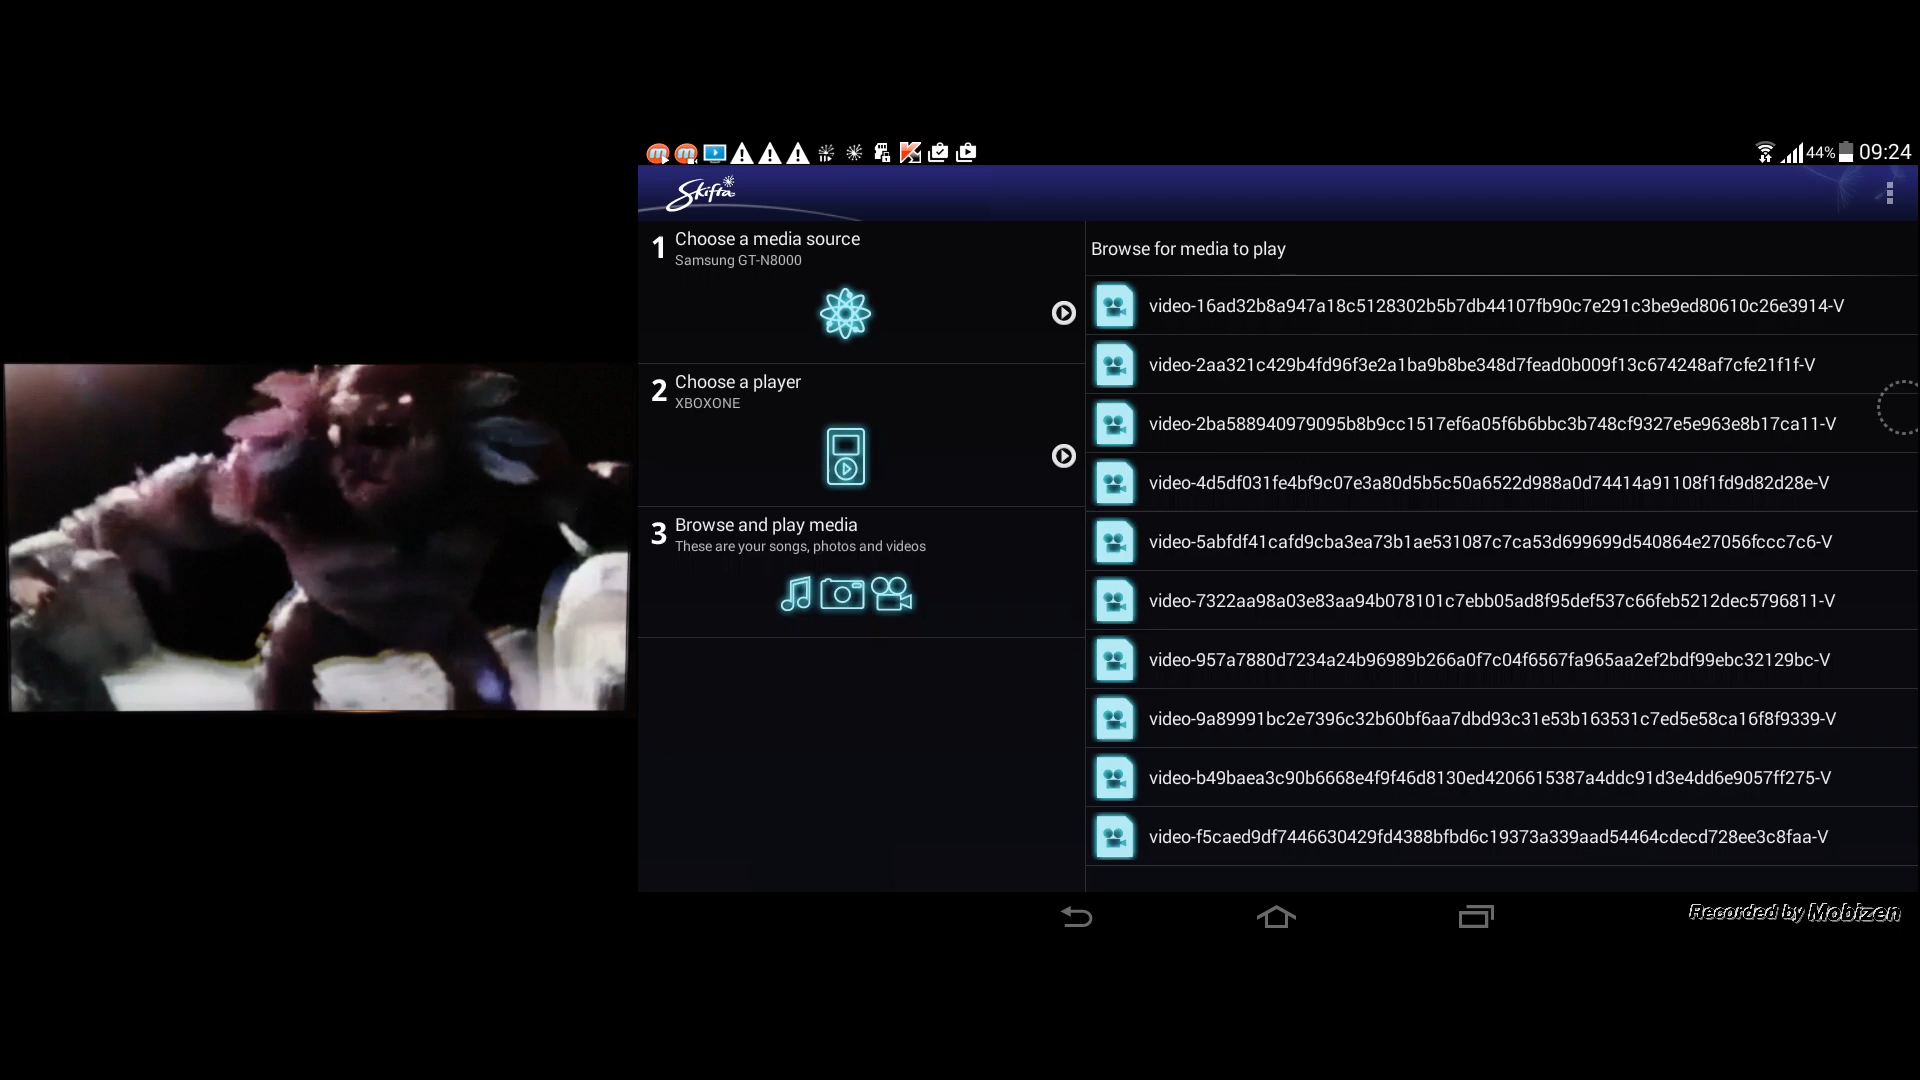 44% 09:24
Skifta
1 Choose a media source
Samsung GT-N8000
2 Choose a player
XBOXONE
3 Browse and play media
These are your songs, photos and videos
Browse for media to play
video-16ad32b8a947a18c5128302b5b7db44107fb90c7e291c3be9ed80610c26e3914-V
video-2aa321c429b4fd96f3e2a1ba9b8be348d7fead0b009f13c674248af7cfe21f1f-V
video-2ba588940979095b8b9cc1517ef6a05f6b6bbc3b748cf9327e5e963e8b17ca11-V
video-4d5df031fe4bf9c07e3a80d5b5c50a6522d988a0d74414a91108f1fd9d82d28e-V
video-5abfdf41cafd9cba3ea73b1ae531087c7ca53d699699d540864e27056fccc7c6-V
video-7322aa98a03e83aa94b078101c7ebb05ad8f95def537c66feb5212dec5796811-V
video-957a7880d7234a24b96989b266a0f7c04f6567fa965aa2ef2bdf99ebc32129bc-V
video-9a89991bc2e7396c32b60bf6aa7dbd93c31e53b163531c7ed5e58ca16f8f9339-V
video-b49baea3c90b6668e4f9f46d8130ed4206615387a4ddc91d3e4dd6e9057ff275-V
video-f5caed9df7446630429fd4388bfbd6c19373a339aad54464cdecd728ee3c8faa-V
Recorded by Mobizen